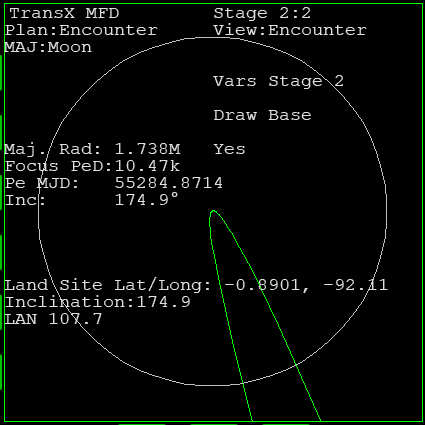 TransX MFD Stage 2:2
Plan:Encounter View:Encounter
MAJ:Moon
Vars Stage 2
Draw Base
Maj. Rad: 1.738M Yes
Focus PeD:10.47k
Pe MJD: 55284.8714
Inc: 174.9°
Land Site Lat/Long: -0.8901, -92.11
Inclination:174.9
LAN 107.7